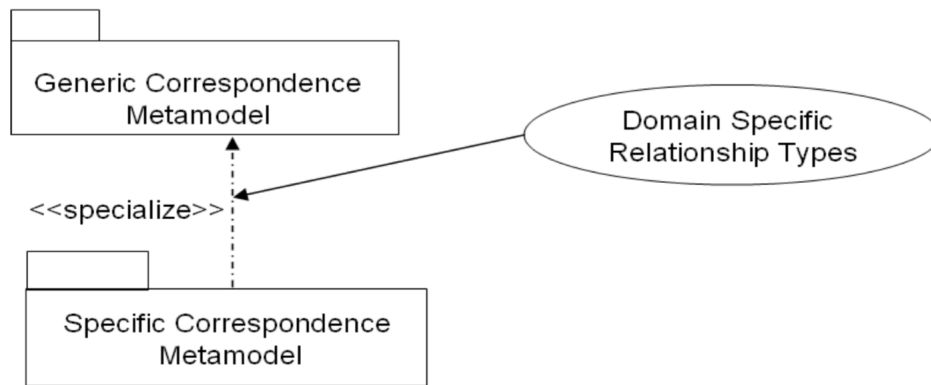 Generic Correspondence
Metamodel
Domain Specific
Relationship Types
<<specialize>>
Specific Correspondence
Metamodel